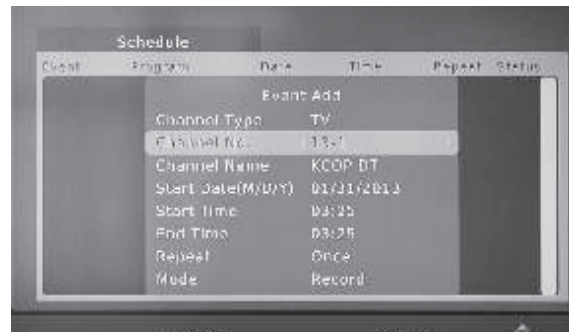 Schedule
Event Program Date Time Repeat Status
Event Add
Channel Type TV
Channel No. 13-1
Channel Name KCOP DT
Start Date(M/D/Y) 01/31/2013
Start Time 03:25
End Time 03:25
Repeat Once
Mode Record